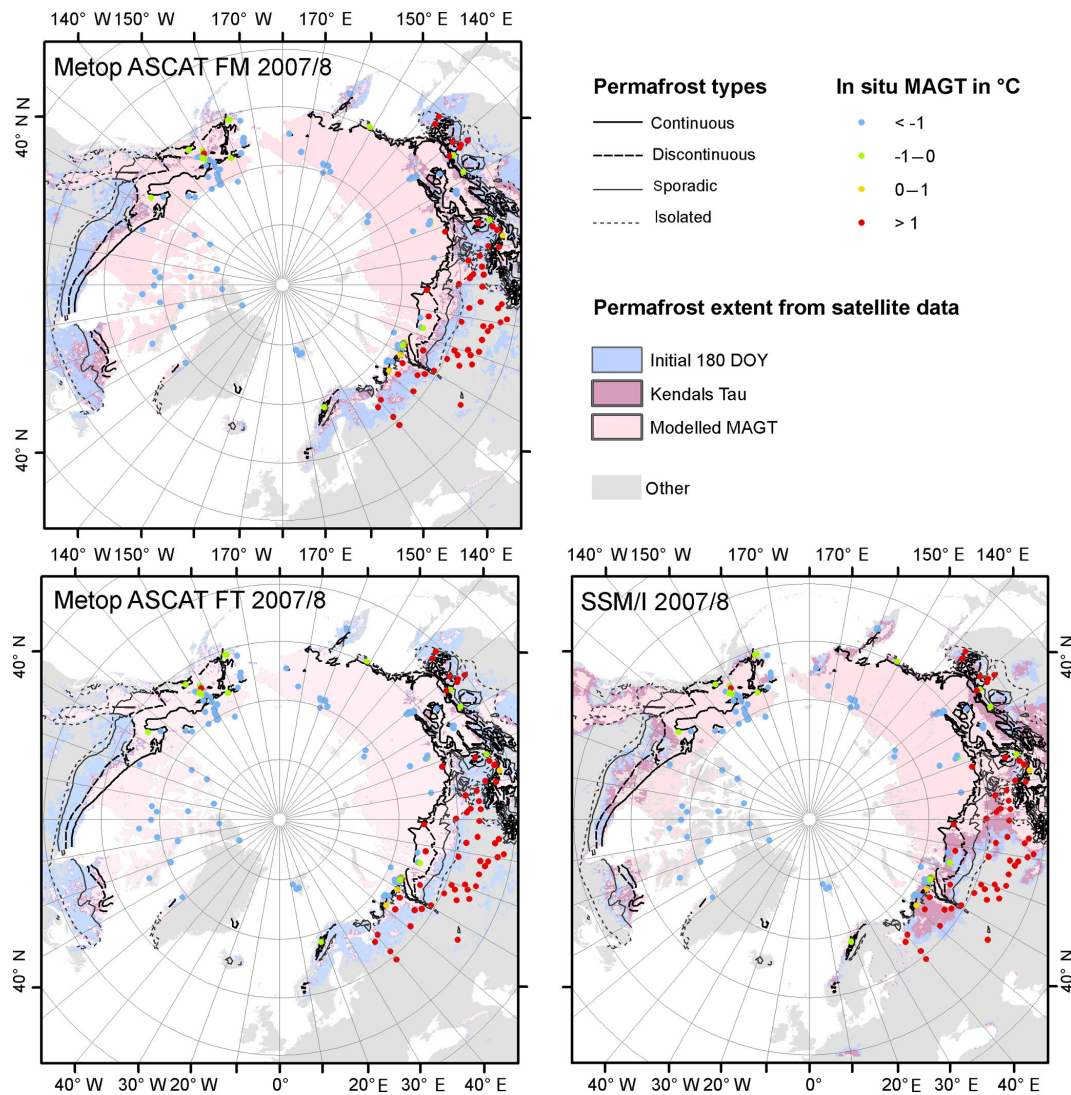 140° W 150° W 170° W 170° E 150° E 140° E
Metop ASCAT FM 2007/8
40° N
40° N
Permafrost types
Continuous
Discontinuous
Sporadic
Isolated
In situ MAGT in °C
< -1
-1—0
0—1
> 1
Permafrost extent from satellite data
Initial 180 DOY
Kendals Tau
Modelled MAGT
Other
140° W 150° W 170° W 170° E 150° E 140° E
Metop ASCAT FT 2007/8
40° N
40° N
40° W 30° W 20° W 0° 20° E 30° E 40° E
140° W 150° W 170° W 170° E 150° E 140° E
SSM/I 2007/8
40° N
40° N
40° W 30° W 20° W 0° 20° E 30° E 40° E